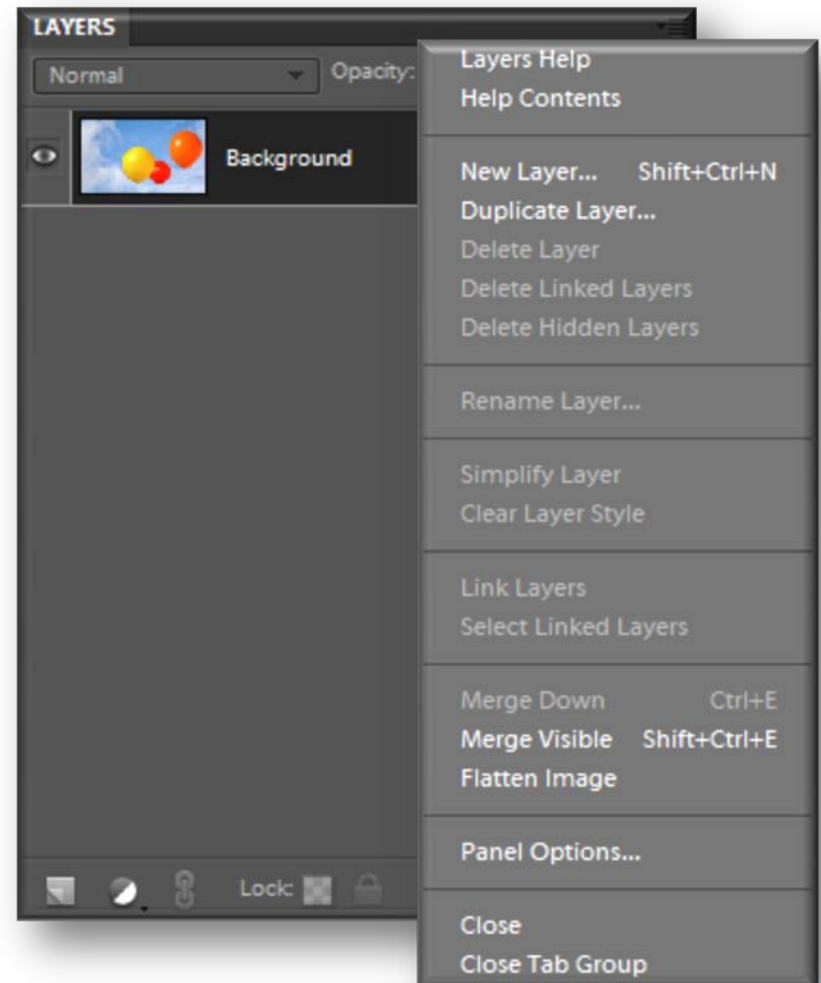 LAYERS
Normal Opacity:
Background
Layers Help
Help Contents
New Layer... Shift+Ctrl+N
Duplicate Layer...
Delete Layer
Delete Linked Layers
Delete Hidden Layers
Rename Layer...
Simplify Layer
Clear Layer Style
Link Layers
Select Linked Layers
Merge Down Ctrl+E
Merge Visible Shift+Ctrl+E
Flatten Image
Panel Options...
Close
Close Tab Group
Lock: